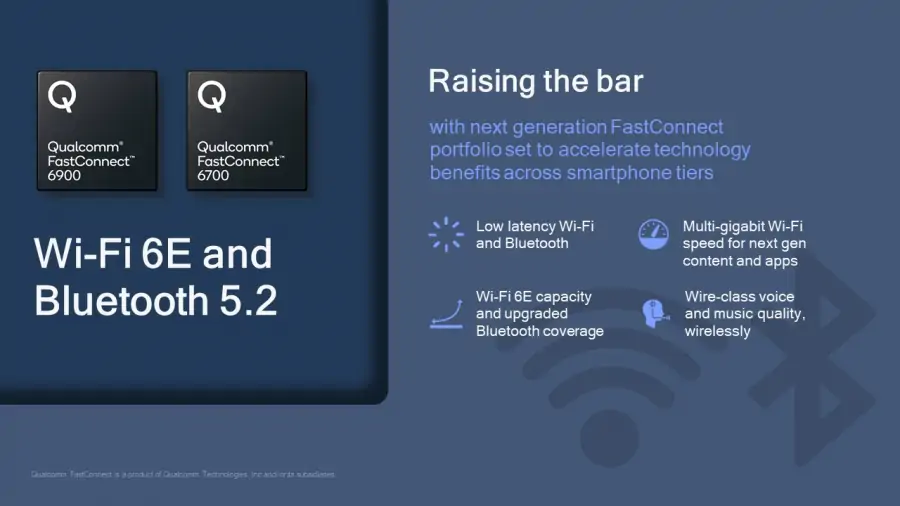 Qualcomm®
FastConnect™
6900
Qualcomm®
FastConnect™
6700
Wi-Fi 6E and
Bluetooth 5.2
Raising the bar
with next generation FastConnect
portfolio set to accelerate technology
benefits across smartphone tiers
Low latency Wi-Fi
and Bluetooth
Multi-gigabit Wi-Fi
speed for next gen
content and apps
Wi-Fi 6E capacity
and upgraded
Bluetooth coverage
Wire-class voice
and music quality,
wirelessly
Qualcomm FastConnect is a product of Qualcomm Technologies, Inc and/or its subsidiaries